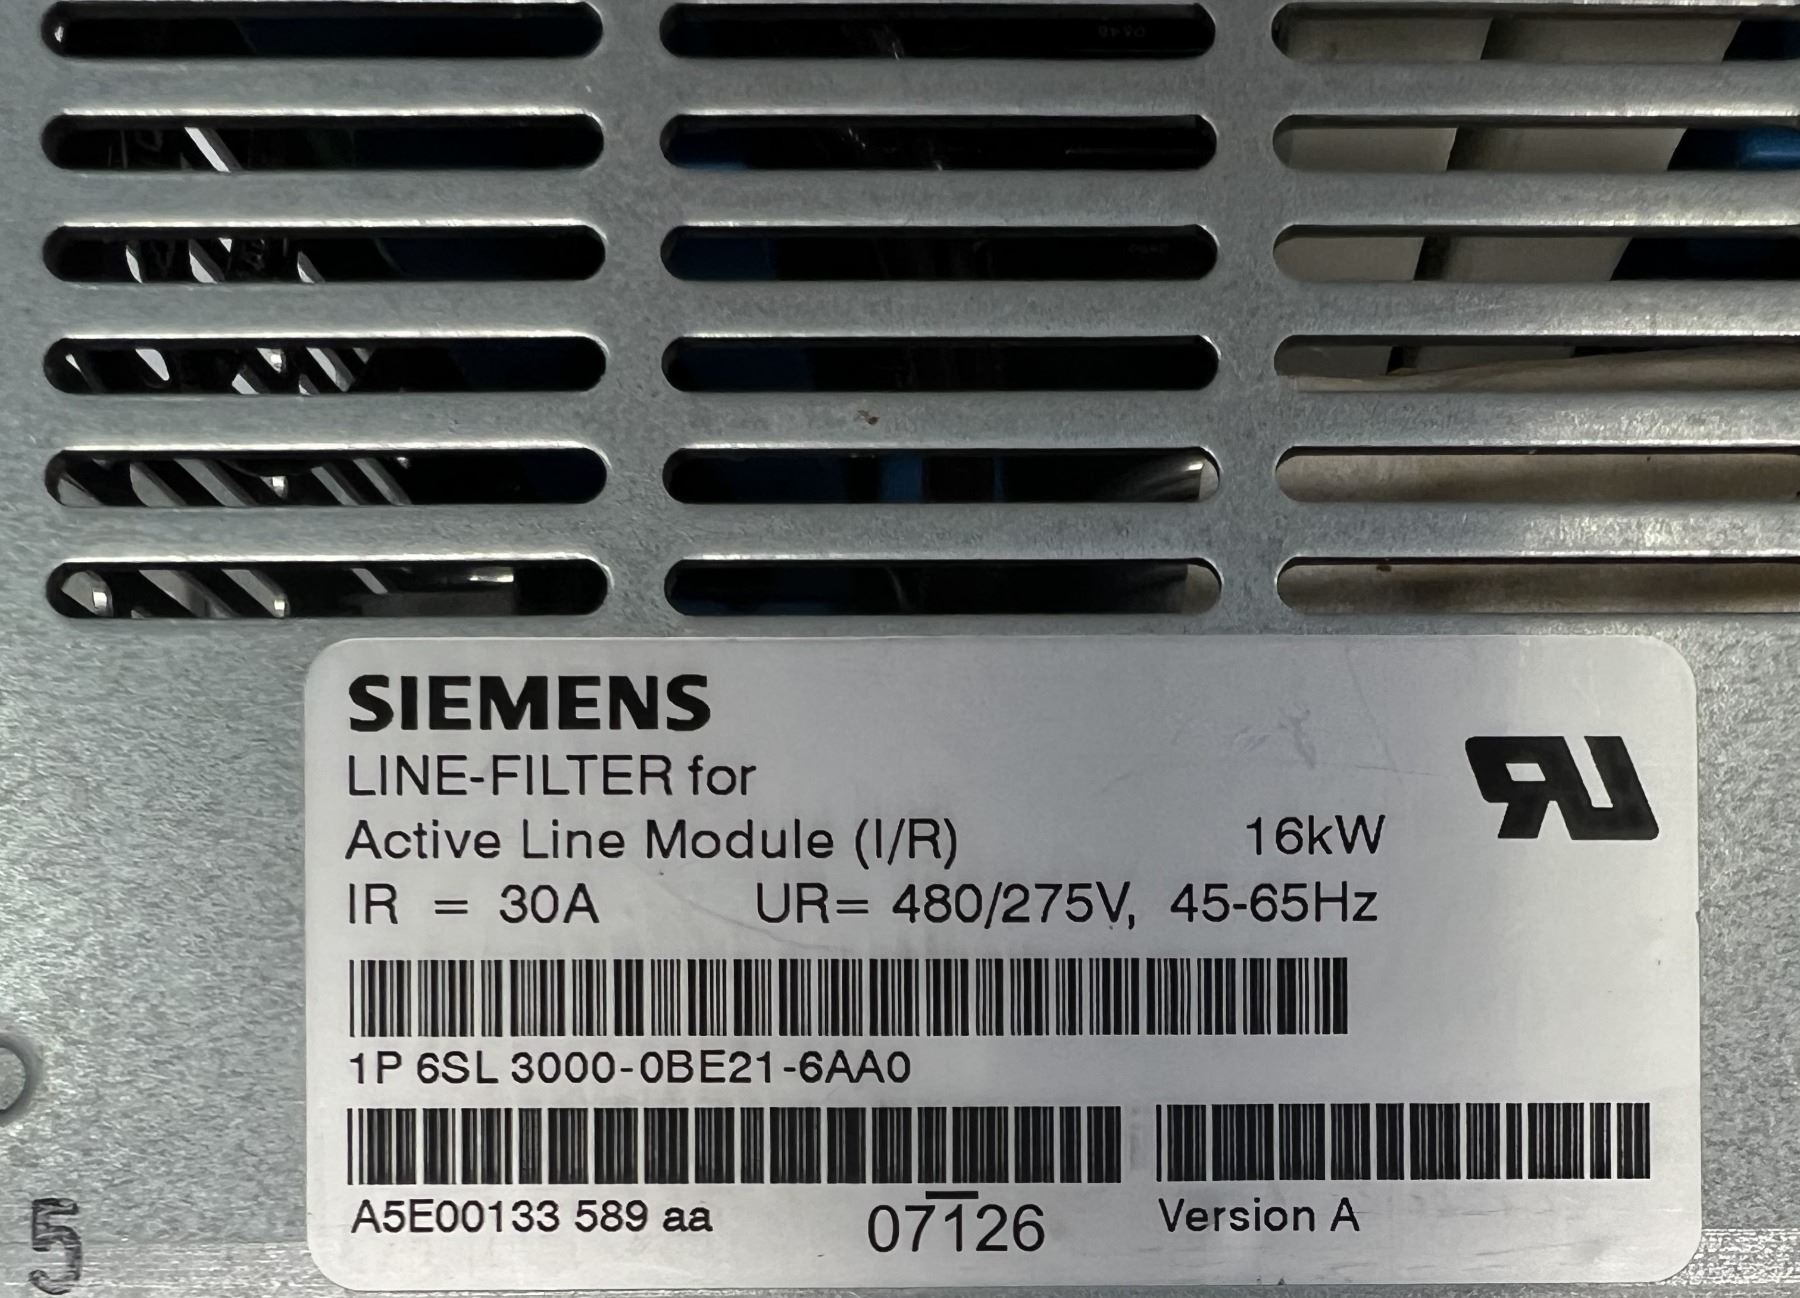 SIEMENS
LINE-FILTER for
Active Line Module (I/R) 16kW
IR = 30A UR= 480/275V, 45-65Hz
1P 6SL 3000-0BE21-6AA0
A5E00133 589 aa 07126 Version A
5